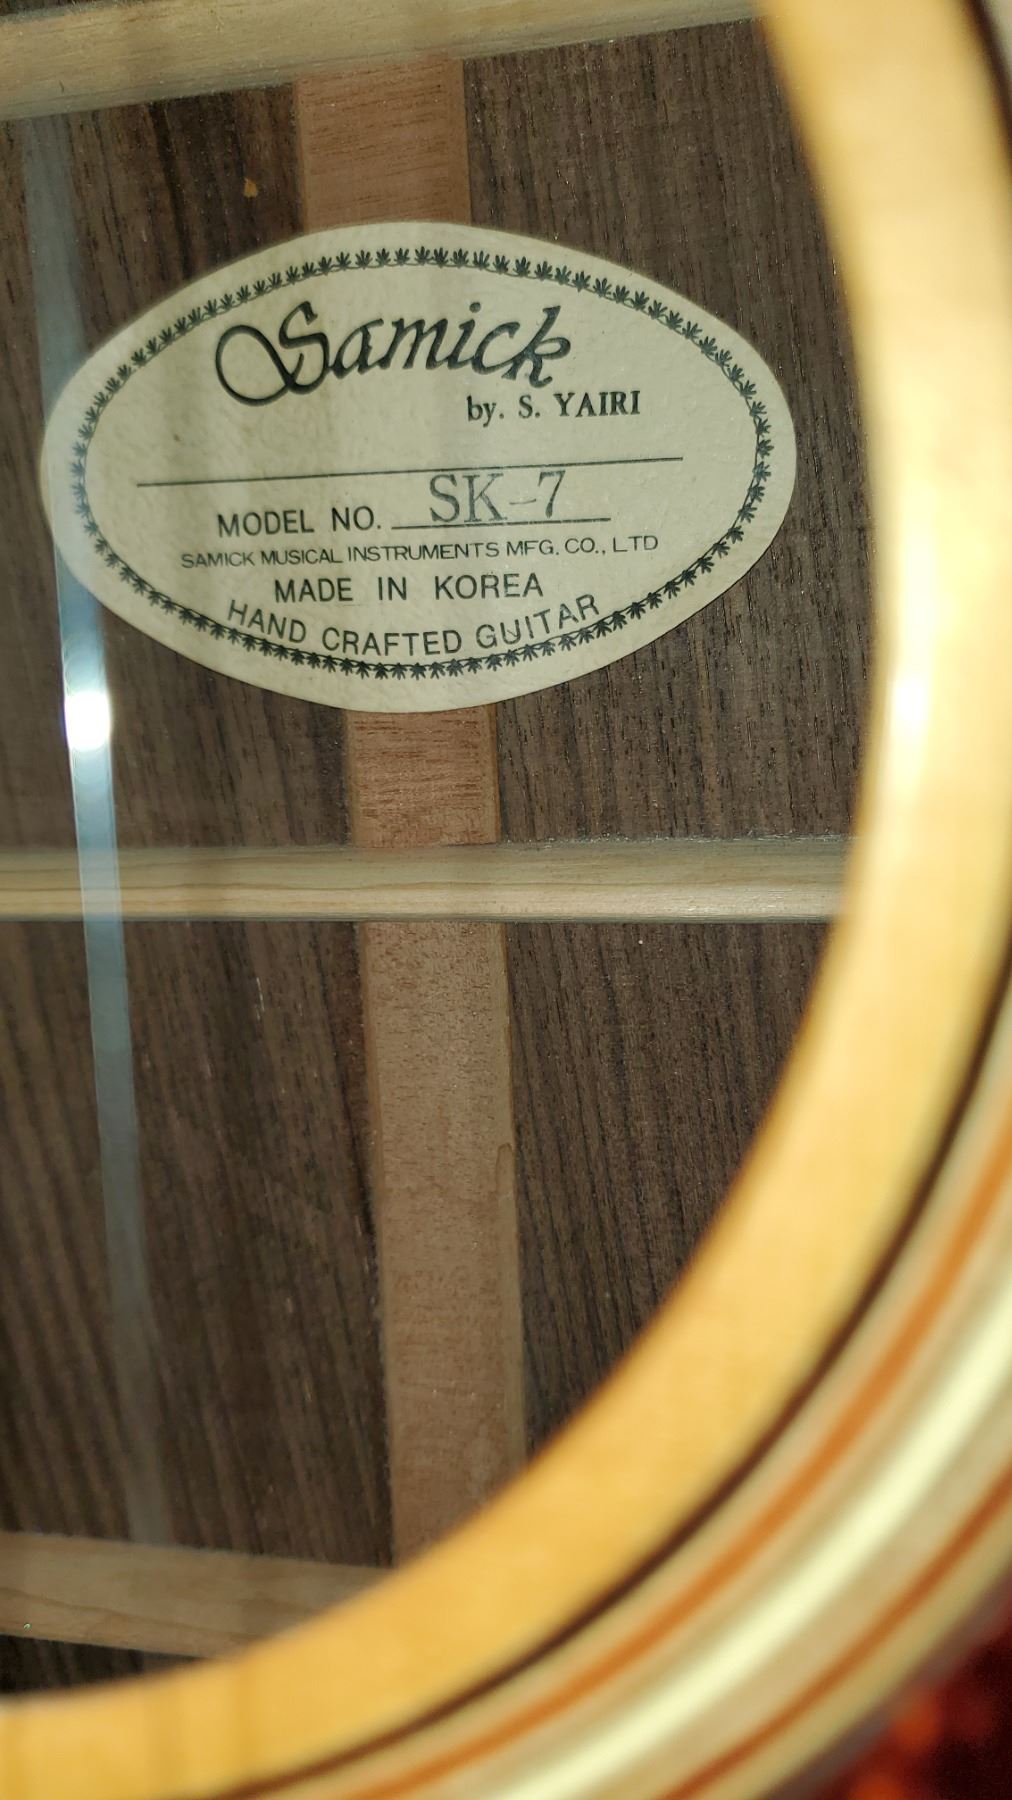 Samick
by. S. YAIRI
MODEL NO. SK-7
SAMICK MUSICAL INSTRUMENTS MFG. CO., LTD
MADE IN KOREA
HAND CRAFTED GUITAR